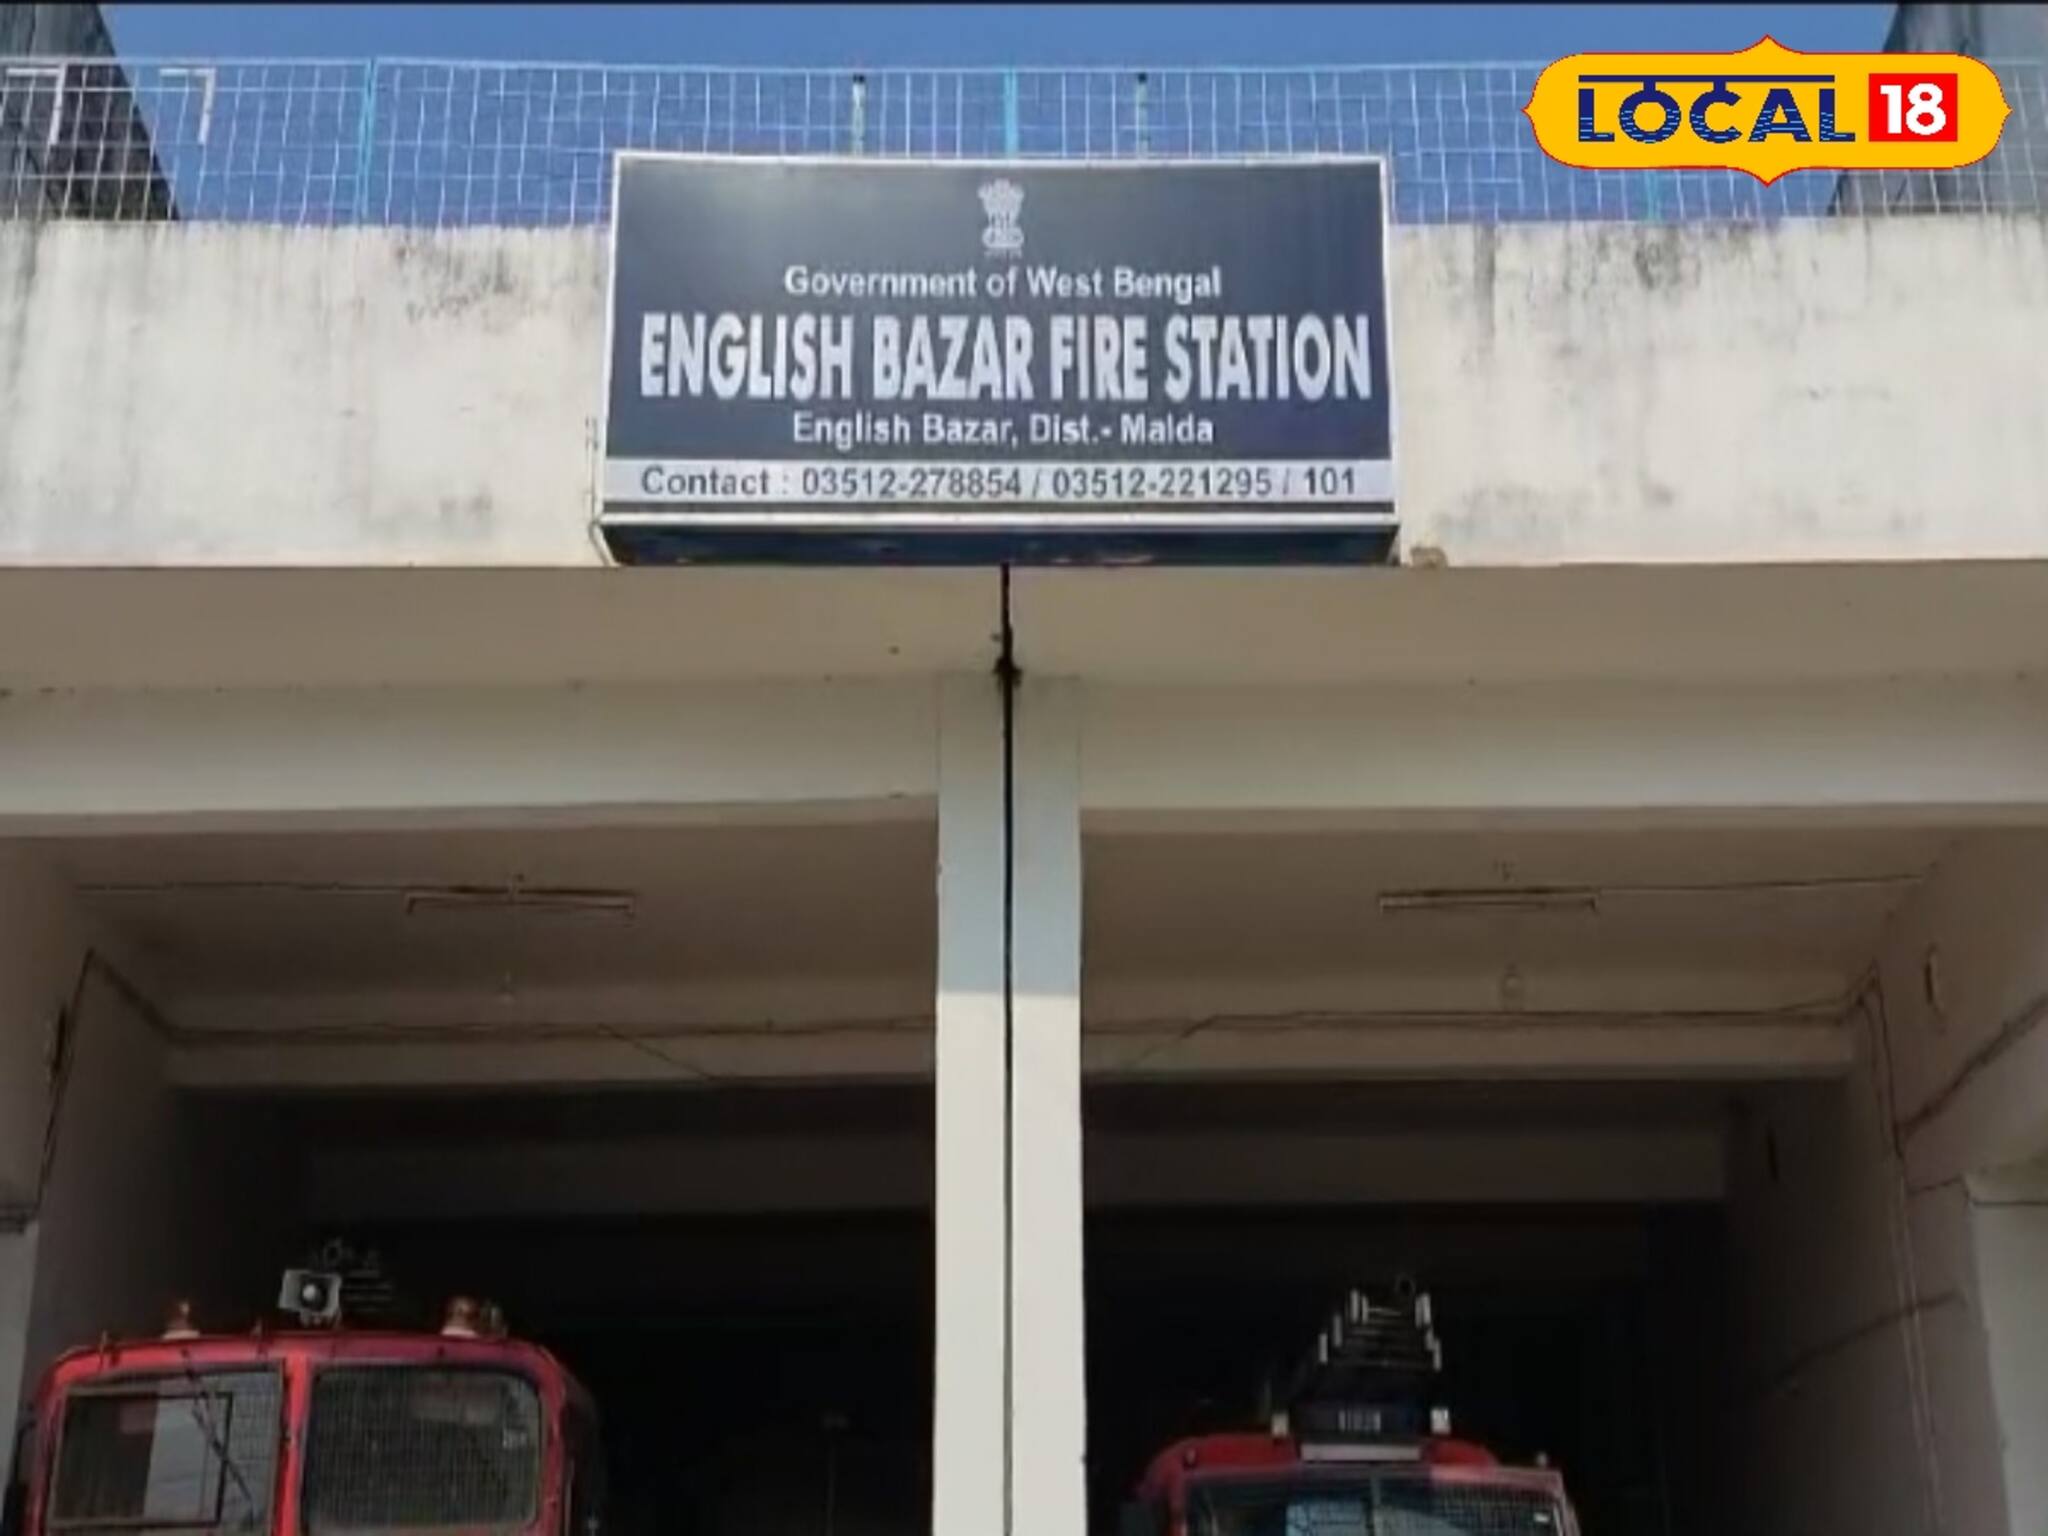 LOCAL 18
Government of West Bengal
ENGLISH BAZAR FIRE STATION
English Bazar, Dist.- Malda
Contact : 03512-278854 / 03512-221295 / 101